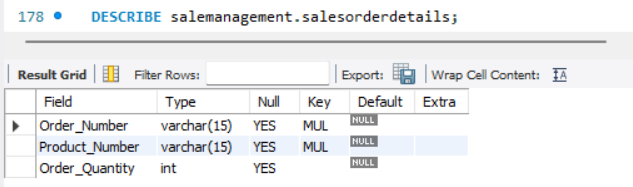 178 DESCRIBE salemanagement.salesorderdetails;
Result Grid Filter Rows: Export: Wrap Cell Content: IA
Field Type Null Key Default Extra
Order_Number varchar(15) YES MUL NULL
Product_Number varchar(15) YES MUL NULL
Order_Quantity int YES NULL